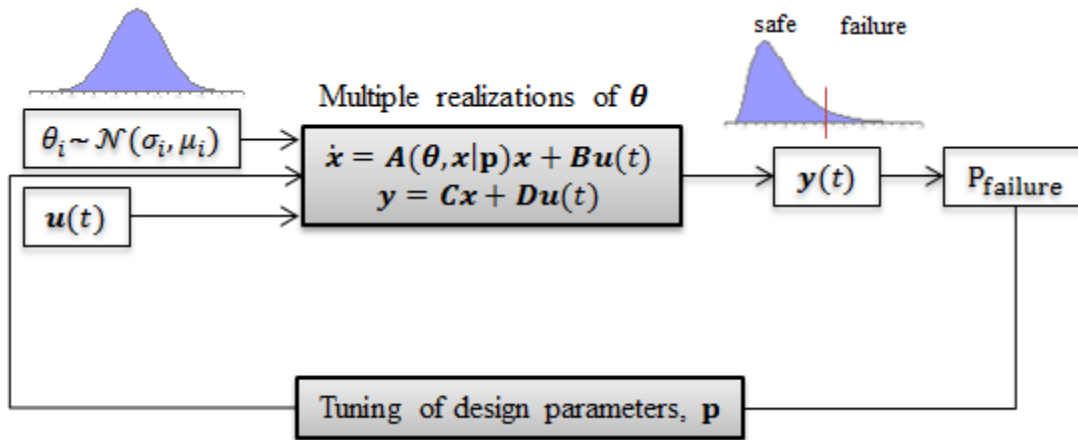 safe failure
Multiple realizations of θ
θᵢ~ 𝒩(σᵢ, μᵢ)
ẋ = A(θ, x|p)x + Bu(t)
y = Cx + Du(t)
u(t)
y(t)
P_failure
Tuning of design parameters, p